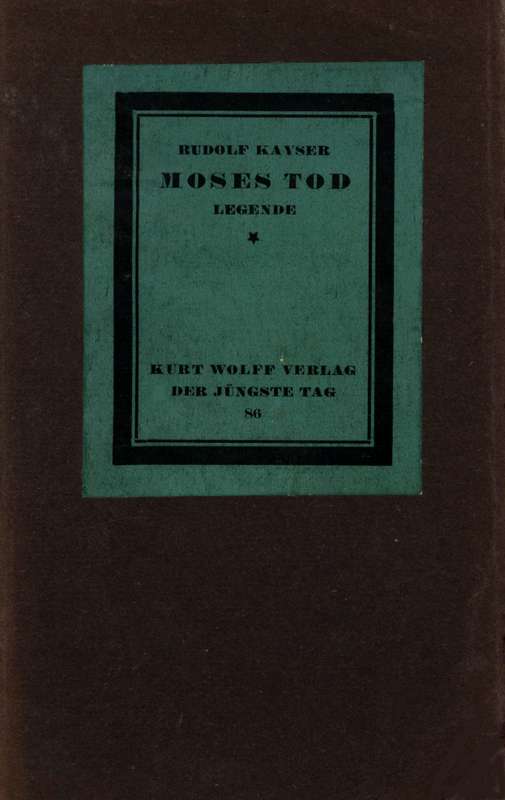 RUDOLF KAYSER
MOSES TOD
LEGENDE
★
KURT WOLFF VERLAG
DER JÜNGSTE TAG
86